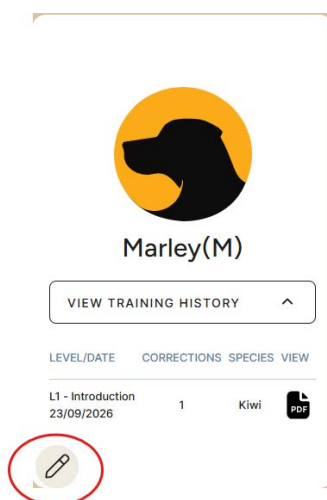 Marley(M)
VIEW TRAINING HISTORY
LEVEL/DATE CORRECTIONS SPECIES VIEW
L1 - Introduction
23/09/2026 1 Kiwi PDF